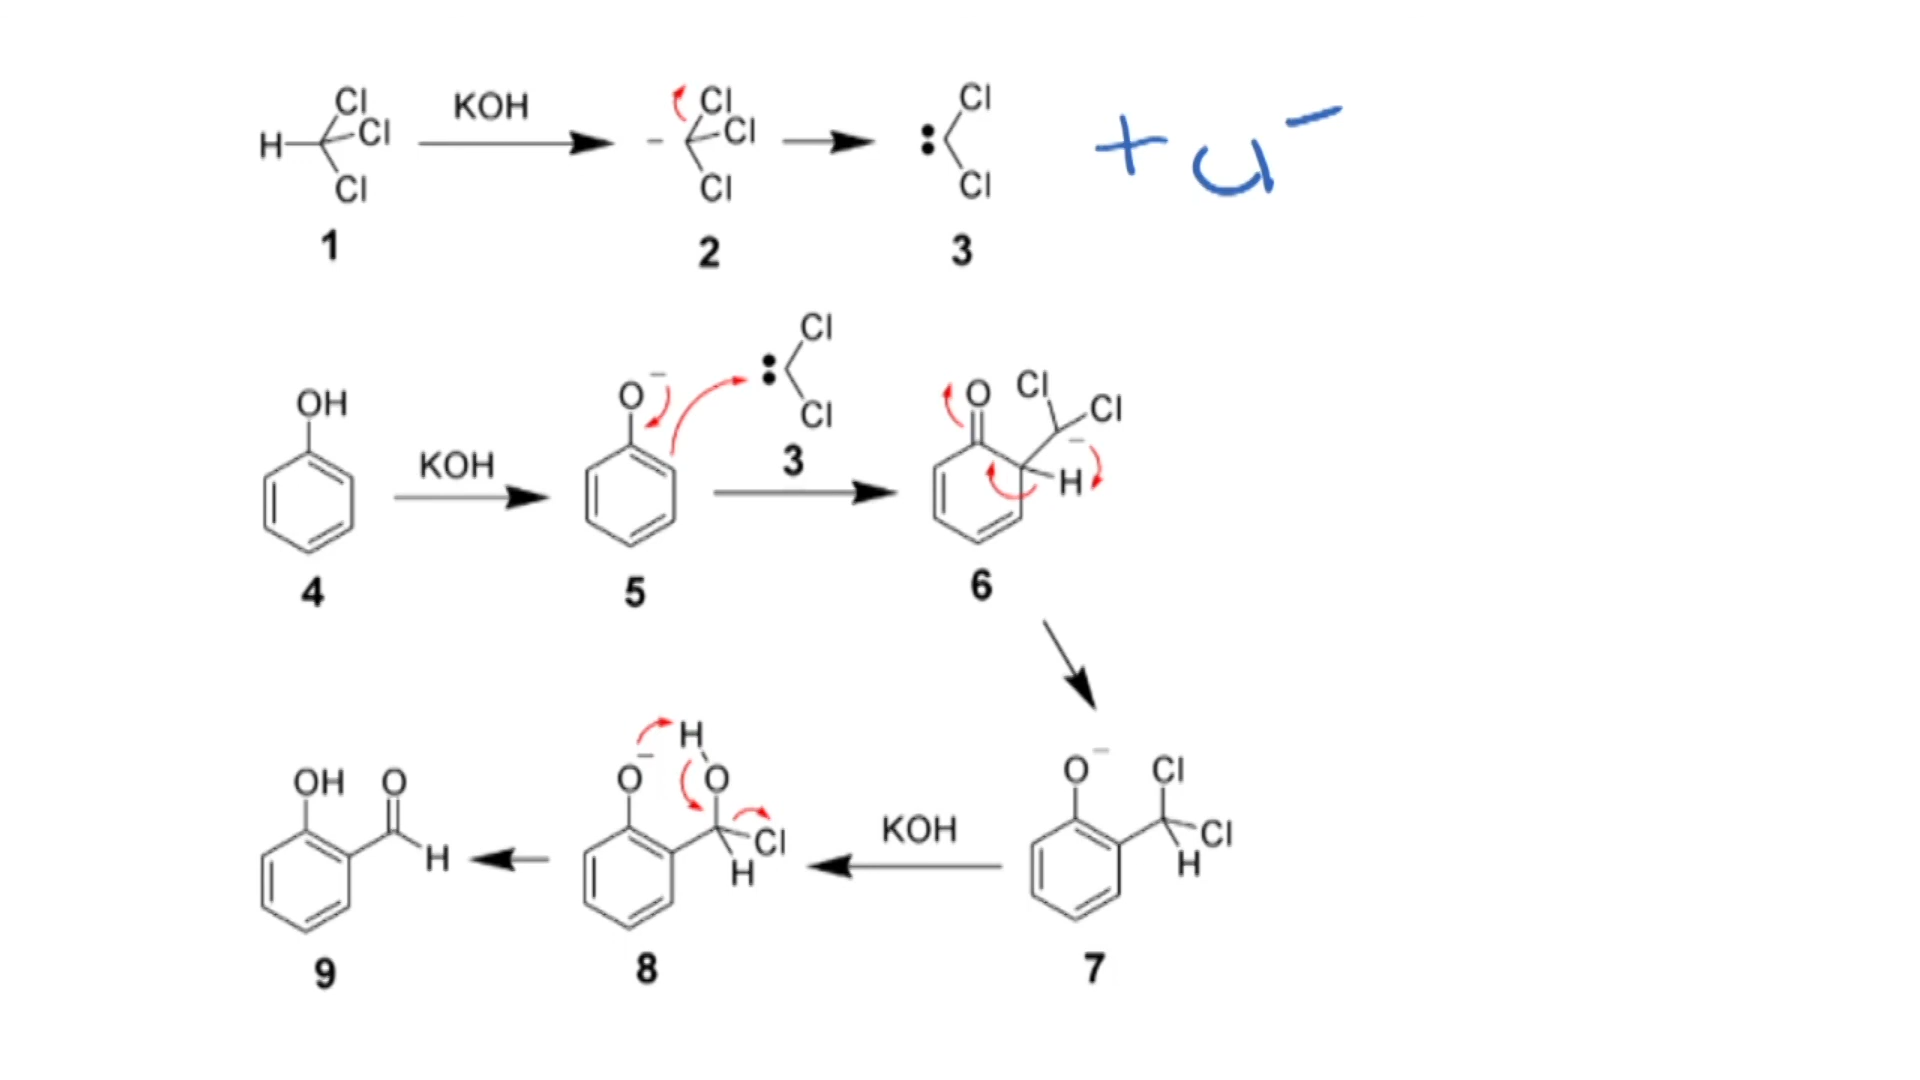 H Cl Cl Cl KOH - Cl Cl Cl : Cl Cl + Cl⁻
1 2 3
OH KOH O⁻ : Cl Cl 3 O Cl Cl ⁻ H
4 5 6
OH O H O⁻ H O Cl H KOH O⁻ Cl Cl H
9 8 7